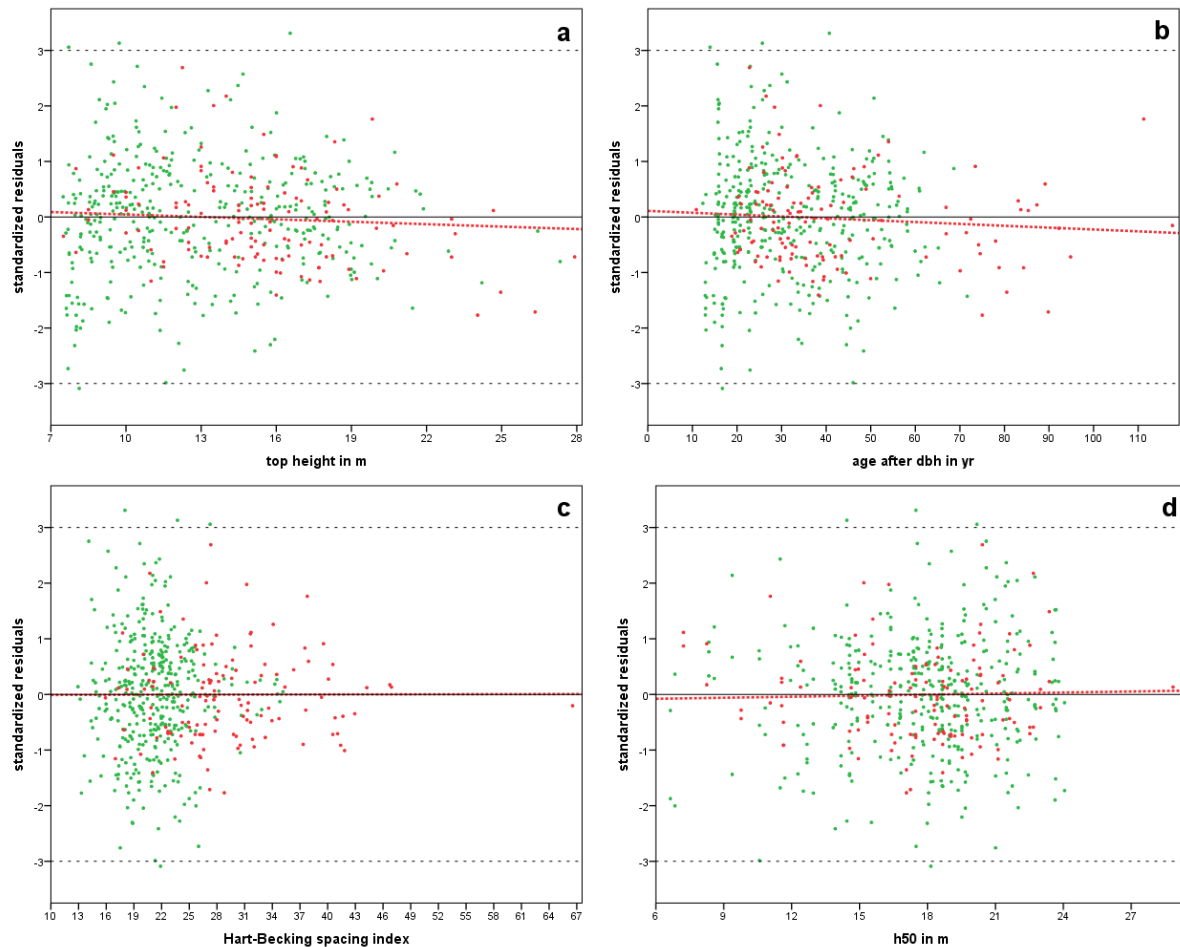 a
3
2
1
0
-1
-2
-3
standardized residuals
7 10 13 16 19 22 25 28
top height in m
b
3
2
1
0
-1
-2
-3
standardized residuals
0 10 20 30 40 50 60 70 80 90 100 110
age after dbh in yr
c
3
2
1
0
-1
-2
-3
standardized residuals
10 13 16 19 22 25 28 31 34 37 40 43 46 49 52 55 58 61 64 67
Hart-Becking spacing index
d
3
2
1
0
-1
-2
-3
standardized residuals
6 9 12 15 18 21 24 27
h50 in m